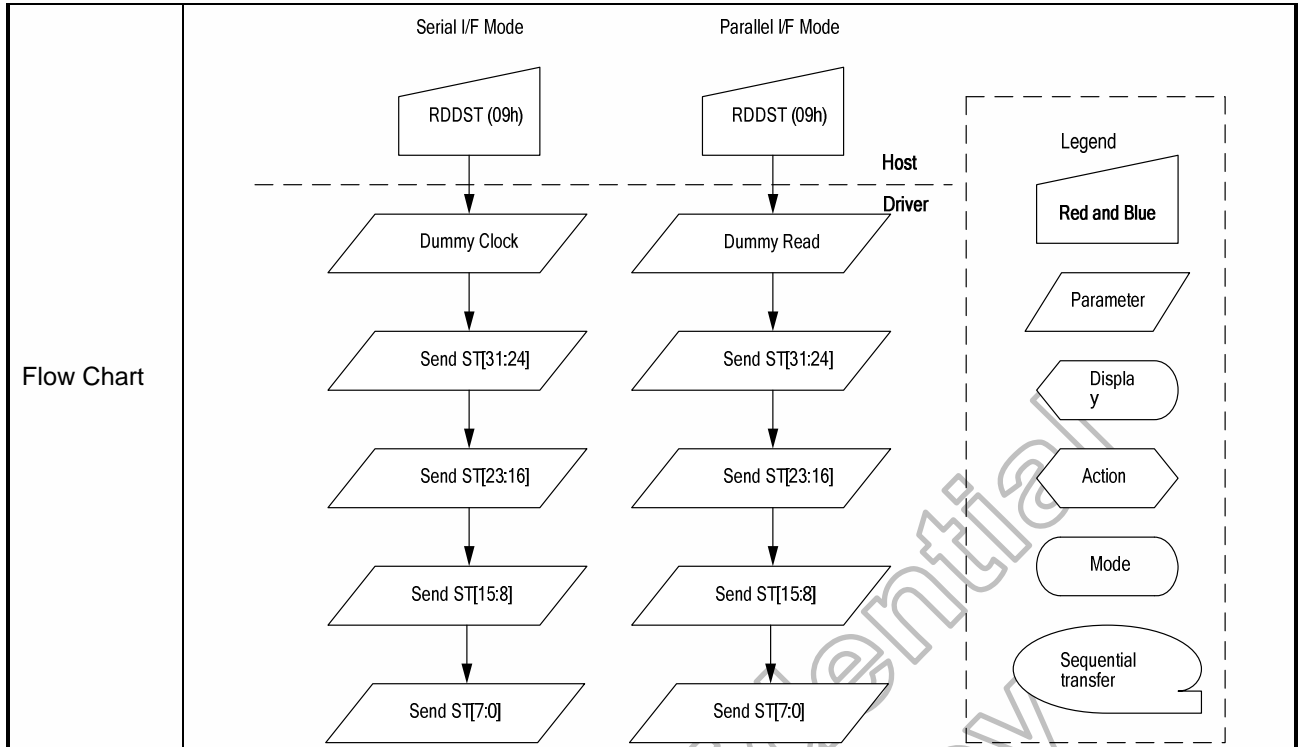 Flow Chart
Serial I/F Mode
Parallel I/F Mode
RDDST (09h)
RDDST (09h)
Host
Driver
Dummy Clock
Dummy Read
Send ST[31:24]
Send ST[31:24]
Send ST[23:16]
Send ST[23:16]
Send ST[15:8]
Send ST[15:8]
Send ST[7:0]
Send ST[7:0]
Legend
Red and Blue
Parameter
Displa
y
Action
Mode
Sequential
transfer